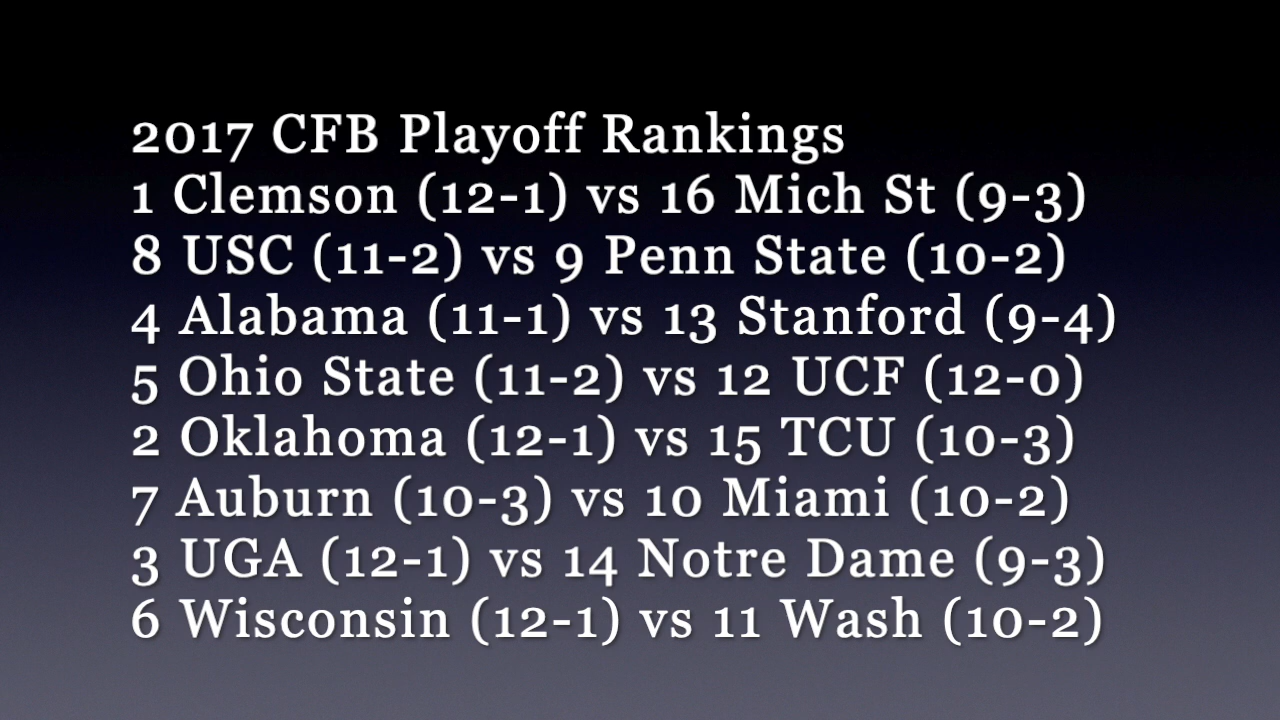 2017 CFB Playoff Rankings
1 Clemson (12-1) vs 16 Mich St (9-3)
8 USC (11-2) vs 9 Penn State (10-2)
4 Alabama (11-1) vs 13 Stanford (9-4)
5 Ohio State (11-2) vs 12 UCF (12-0)
2 Oklahoma (12-1) vs 15 TCU (10-3)
7 Auburn (10-3) vs 10 Miami (10-2)
3 UGA (12-1) vs 14 Notre Dame (9-3)
6 Wisconsin (12-1) vs 11 Wash (10-2)